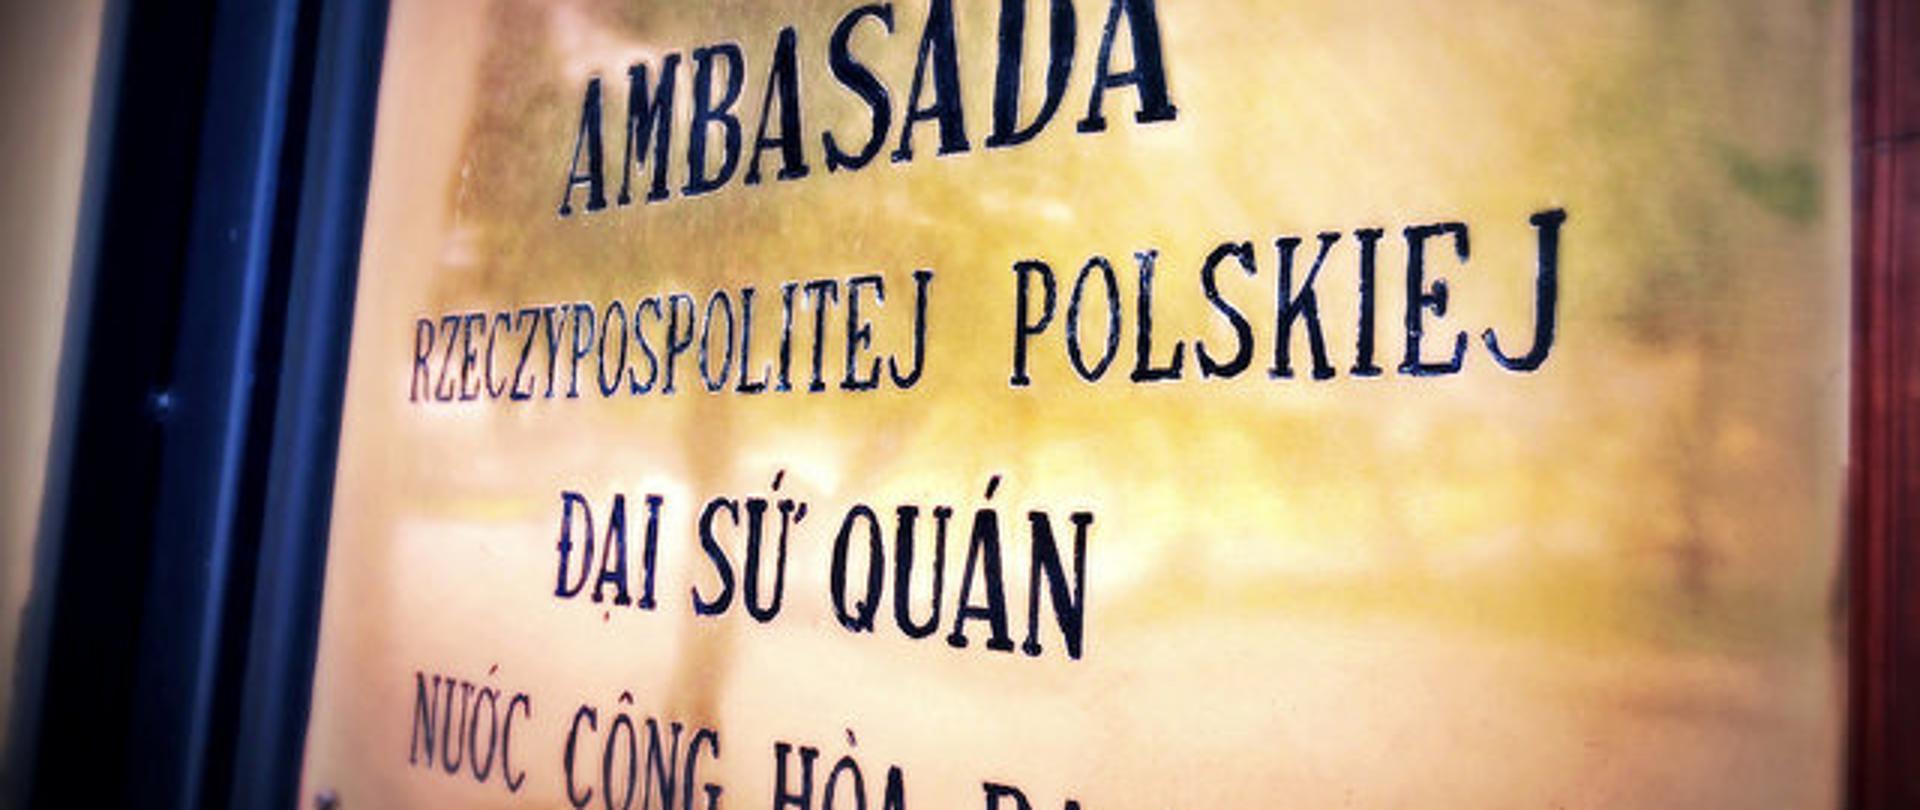 AMBASADA
RZECZYPOSPOLITEJ POLSKIEJ
ĐẠI SỨ QUÁN
NƯỚC CỘNG HÒA